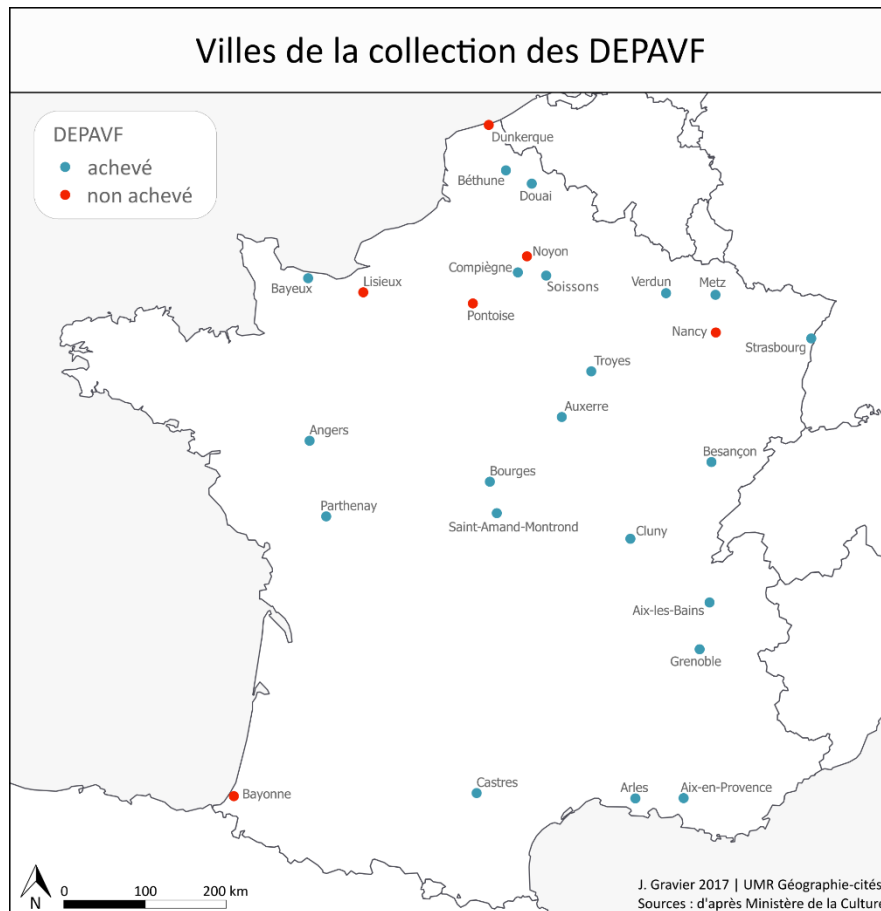 Villes de la collection des DEPAVF
DEPAVF
achevé
non achevé
Dunkerque
Béthune
Douai
Noyon
Compiègne
Soissons
Bayeux
Lisieux
Pontoise
Verdun
Metz
Nancy
Strasbourg
Troyes
Auxerre
Angers
Besançon
Bourges
Parthenay
Saint-Amand-Montrond
Cluny
Aix-les-Bains
Grenoble
Bayonne
Castres
Arles
Aix-en-Provence
N
0 100 200 km
J. Gravier 2017 | UMR Géographie-cités
Sources : d'après Ministère de la Culture